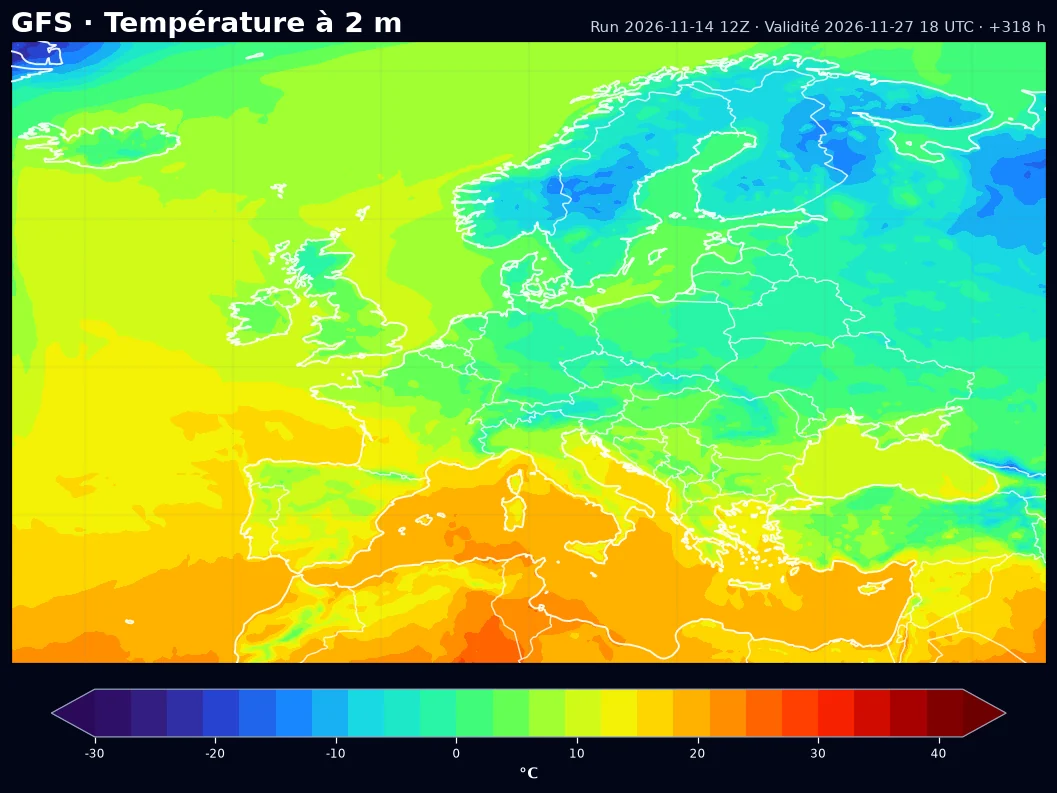 GFS · Température à 2 m
Run 2026-11-14 12Z · Validité 2026-11-27 18 UTC · +318 h
-30 -20 -10 0 10 20 30 40
°C